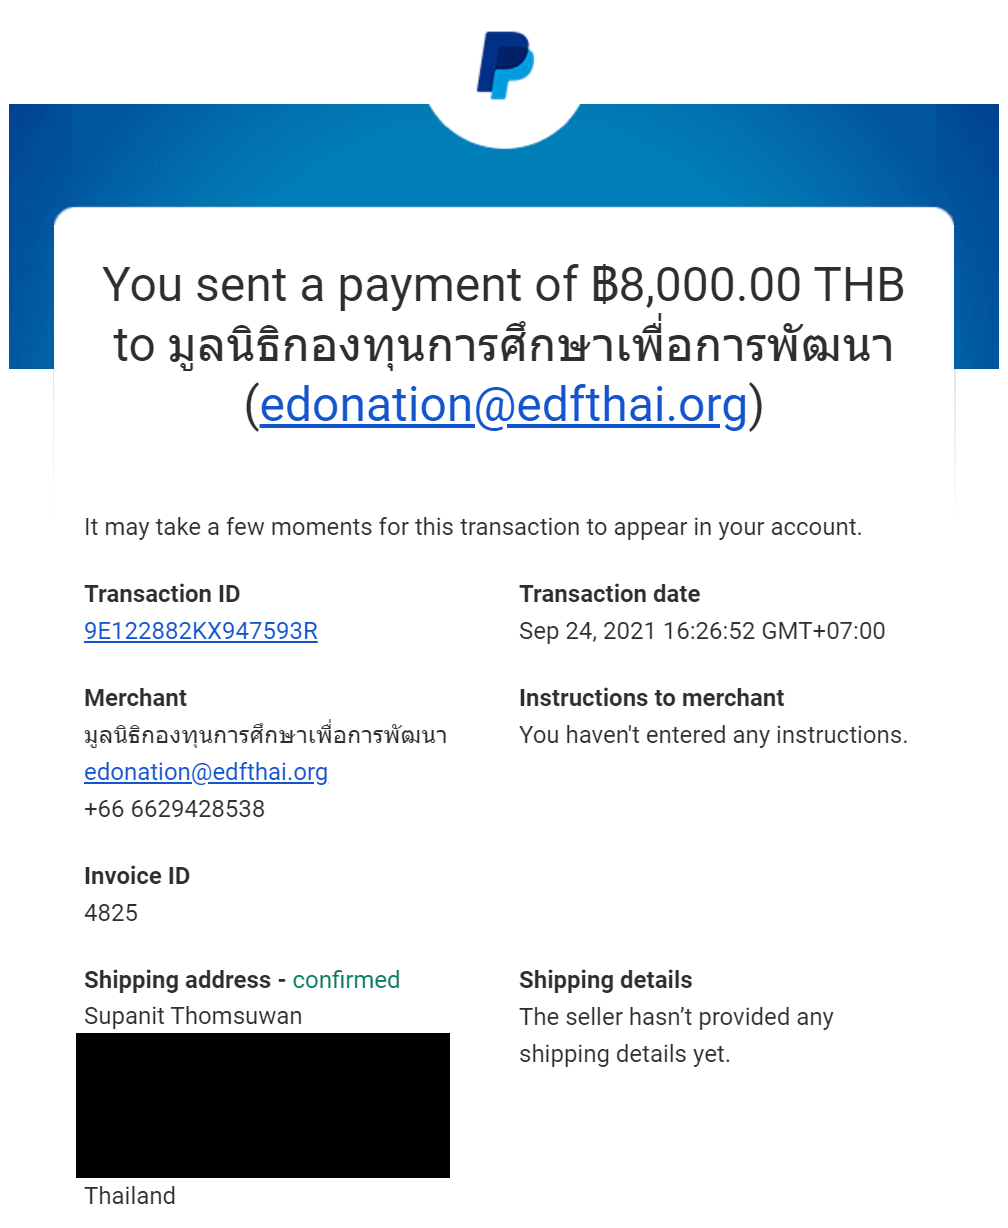 You sent a payment of ฿8,000.00 THB
to มูลนิธิกองทุนการศึกษาเพื่อการพัฒนา
(edonation@edfthai.org)
It may take a few moments for this transaction to appear in your account.
Transaction ID
9E122882KX947593R
Transaction date
Sep 24, 2021 16:26:52 GMT+07:00
Merchant
มูลนิธิกองทุนการศึกษาเพื่อการพัฒนา
edonation@edfthai.org
+66 6629428538
Instructions to merchant
You haven't entered any instructions.
Invoice ID
4825
Shipping address - confirmed
Supanit Thomsuwan
Thailand
Shipping details
The seller hasn’t provided any
shipping details yet.